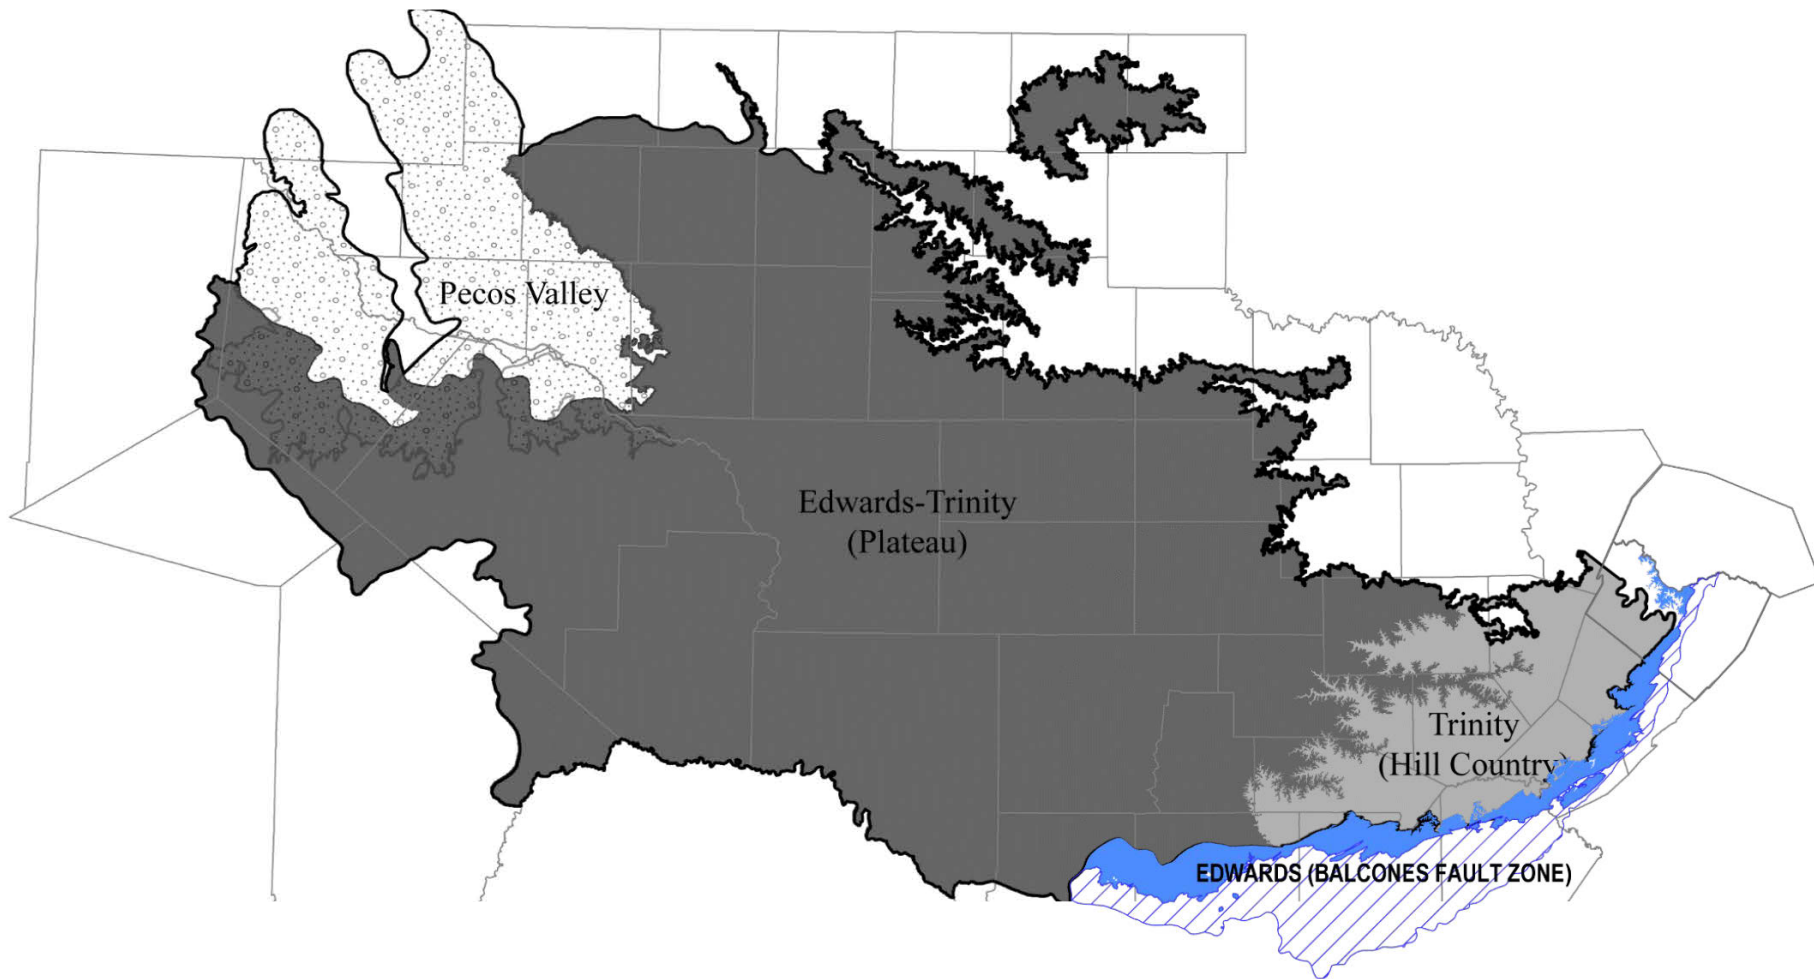 Pecos Valley
Edwards-Trinity
(Plateau)
Trinity
(Hill Country)
EDWARDS (BALCONES FAULT ZONE)